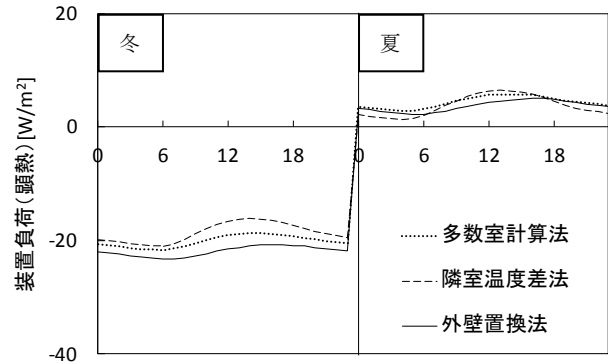 冬
夏
装置負荷(顕熱)[W/m²]
20
0
-20
-40
0
6
12
18
0
6
12
18
多数室計算法
隣室温度差法
外壁置換法